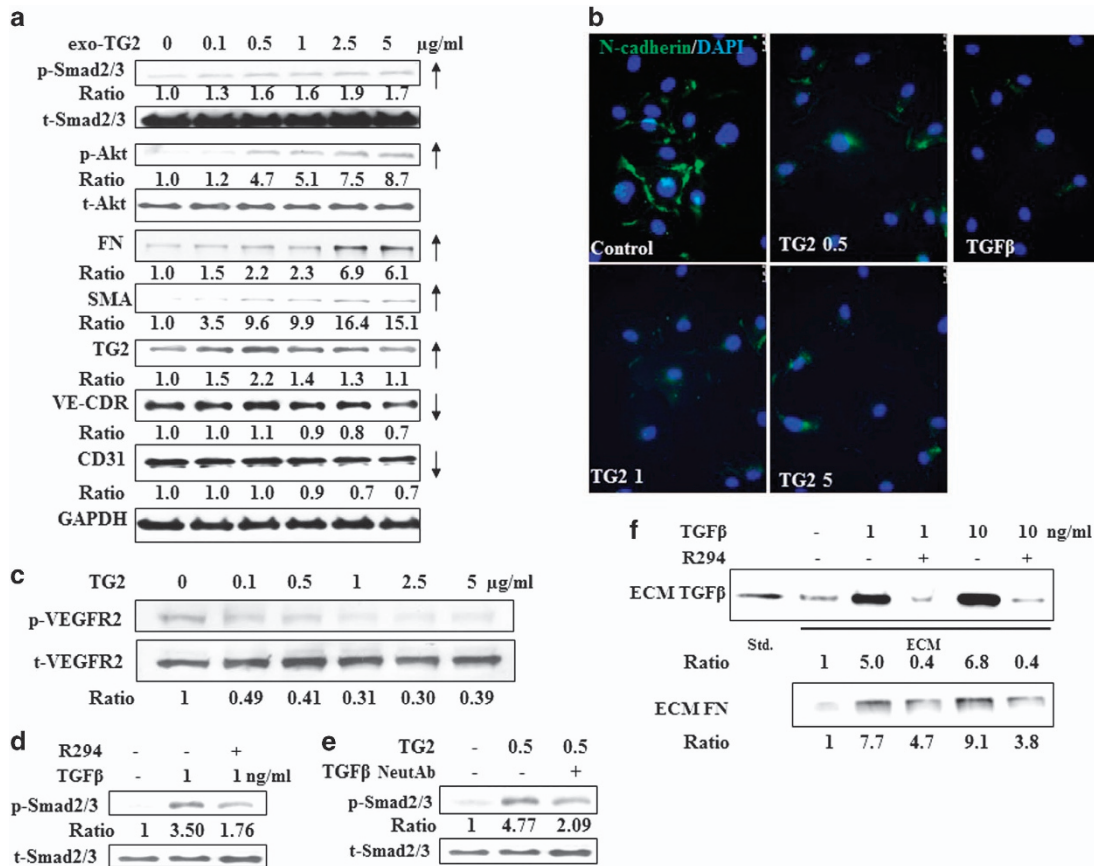 a
exo-TG2 0 0.1 0.5 1 2.5 5 μg/ml
p-Smad2/3
Ratio 1.0 1.3 1.6 1.6 1.9 1.7
t-Smad2/3
p-Akt
Ratio 1.0 1.2 4.7 5.1 7.5 8.7
t-Akt
FN
Ratio 1.0 1.5 2.2 2.3 6.9 6.1
SMA
Ratio 1.0 3.5 9.6 9.9 16.4 15.1
TG2
Ratio 1.0 1.5 2.2 1.4 1.3 1.1
VE-CDR
Ratio 1.0 1.0 1.1 0.9 0.8 0.7
CD31
Ratio 1.0 1.0 1.0 0.9 0.7 0.7
GAPDH
b
N-cadherin/DAPI
Control
TG2 0.5
TGFβ
TG2 1
TG2 5
c
TG2 0 0.1 0.5 1 2.5 5 μg/ml
p-VEGFR2
t-VEGFR2
Ratio 1 0.49 0.41 0.31 0.30 0.39
d
R294 - - +
TGFβ - 1 1 ng/ml
p-Smad2/3
Ratio 1 3.50 1.76
t-Smad2/3
e
TG2 - 0.5 0.5
TGFβ NeutAb - - +
p-Smad2/3
Ratio 1 4.77 2.09
t-Smad2/3
f
TGFβ - 1 1 10 10 ng/ml
R294 - - + - +
ECM TGFβ
Std. ECM
Ratio 1 5.0 0.4 6.8 0.4
ECM FN
Ratio 1 7.7 4.7 9.1 3.8